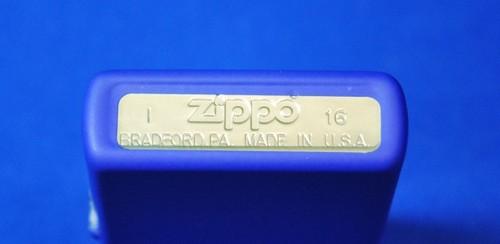 I zippo® 16
BRADFORD, PA. MADE IN U.S.A.